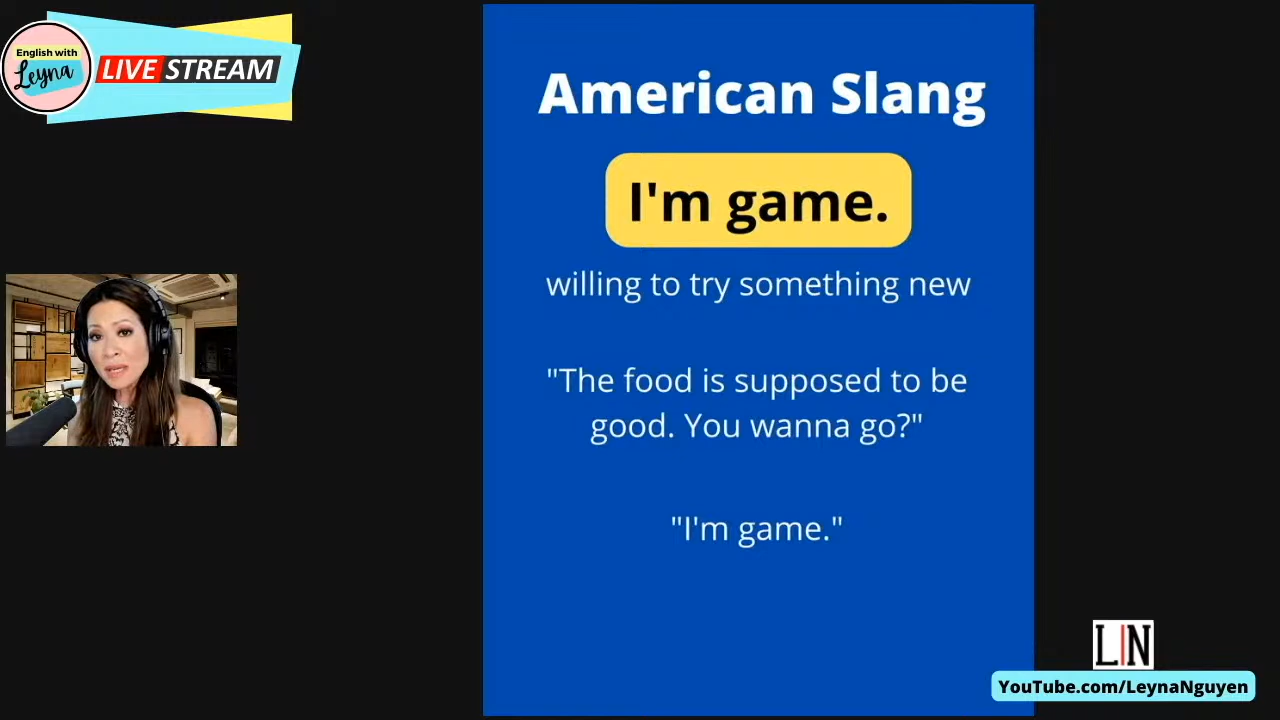 English with
Leyna
LIVE STREAM
American Slang
I'm game.
willing to try something new
"The food is supposed to be
good. You wanna go?"
"I'm game."
LIN
YouTube.com/LeynaNguyen